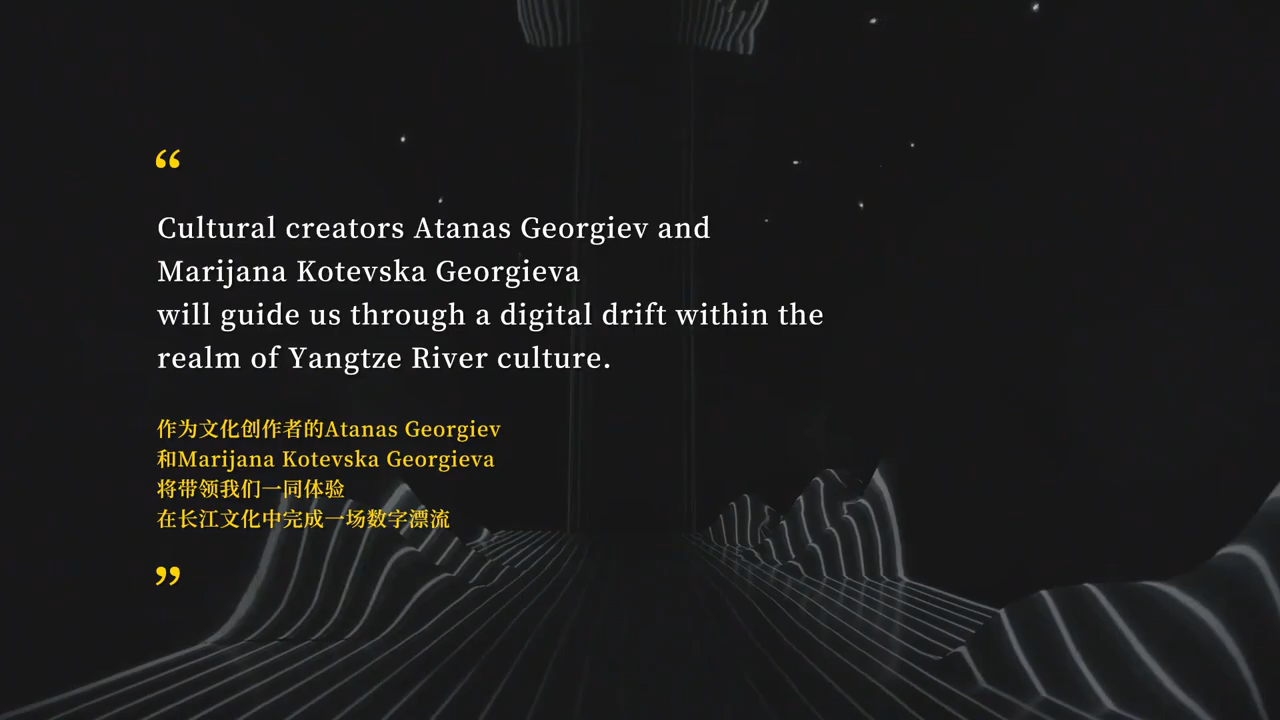 “
Cultural creators Atanas Georgiev and
Marijana Kotevska Georgieva
will guide us through a digital drift within the
realm of Yangtze River culture.
作为文化创作者的Atanas Georgiev
和Marijana Kotevska Georgieva
将带领我们一同体验
在长江文化中完成一场数字漂流
”